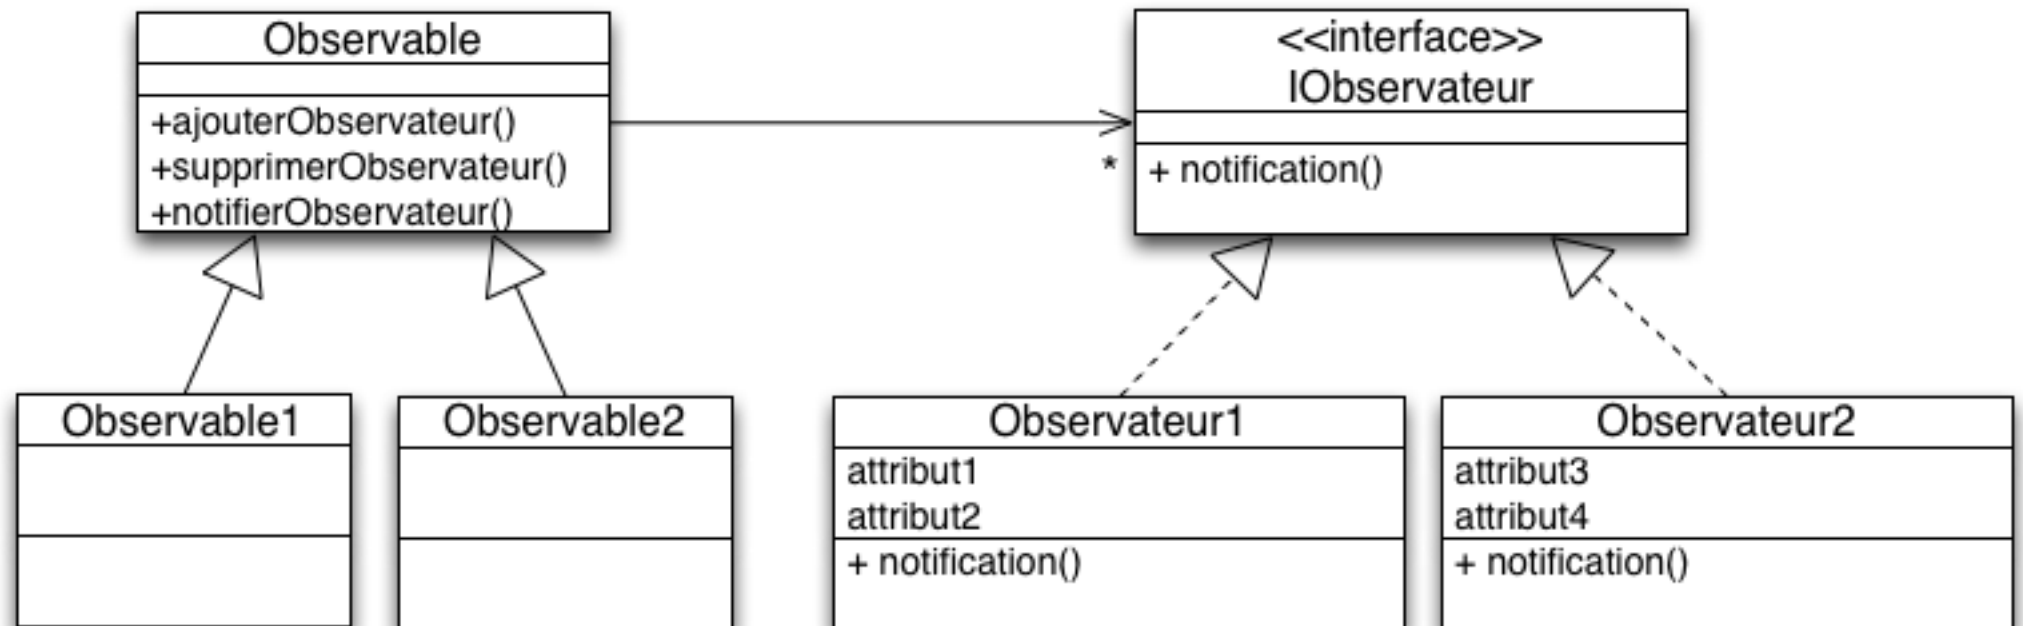 Observable
+ajouterObservateur()
+supprimerObservateur()
+notifierObservateur()
<<interface>>
IObservateur
*
+ notification()
Observable1
Observable2
Observateur1
attribut1
attribut2
+ notification()
Observateur2
attribut3
attribut4
+ notification()